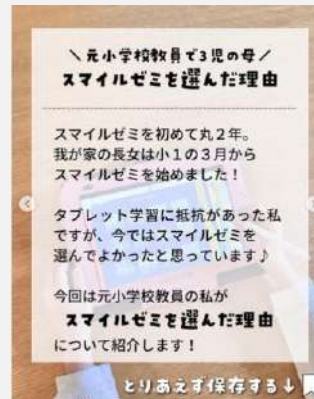 ＼元小学校教員で3児の母／
スマイルゼミを選んだ理由
スマイルゼミを初めて丸２年。
我が家の長女は小１の３月から
スマイルゼミを始めました！
タブレット学習に抵抗があった私
ですが、今ではスマイルゼミを
選んでよかったと思っています♪
今回は元小学校教員の私が
スマイルゼミを選んだ理由
について紹介します！
とりあえず保存する↓